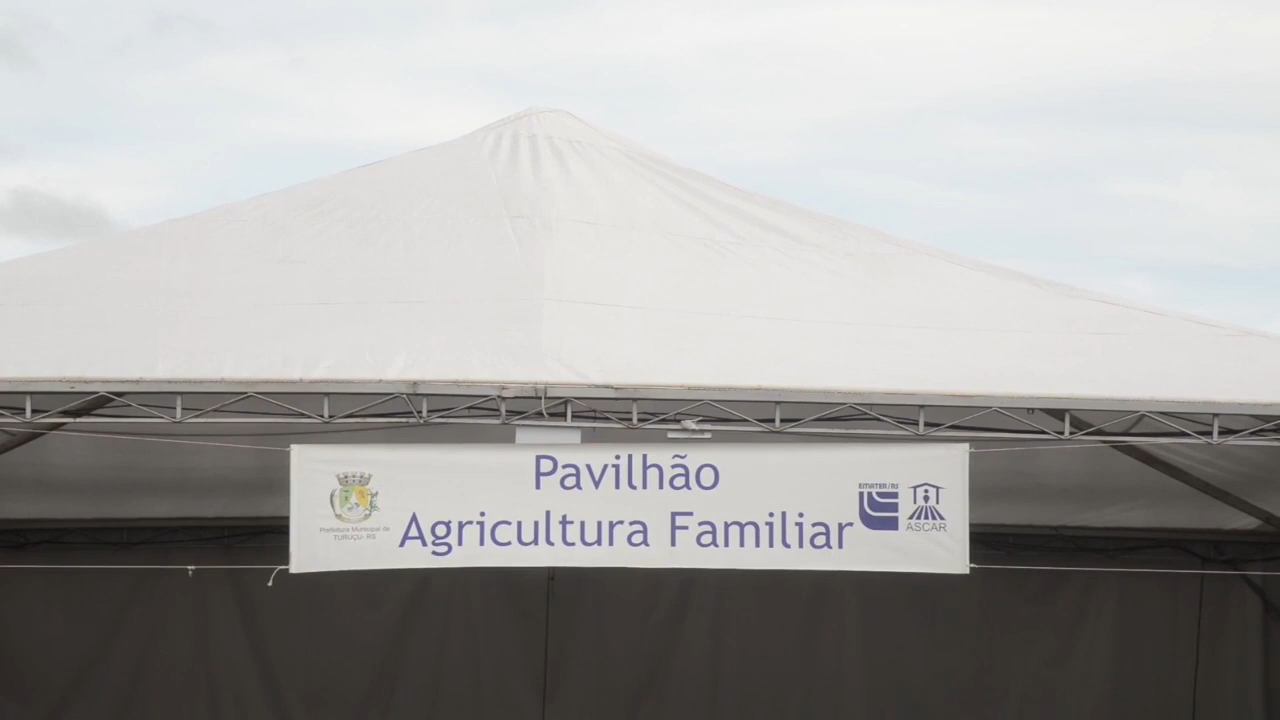 Pavilhão
Agricultura Familiar
Prefeitura Municipal de
TURUÇU- RS
EMATER/RS
ASCAR